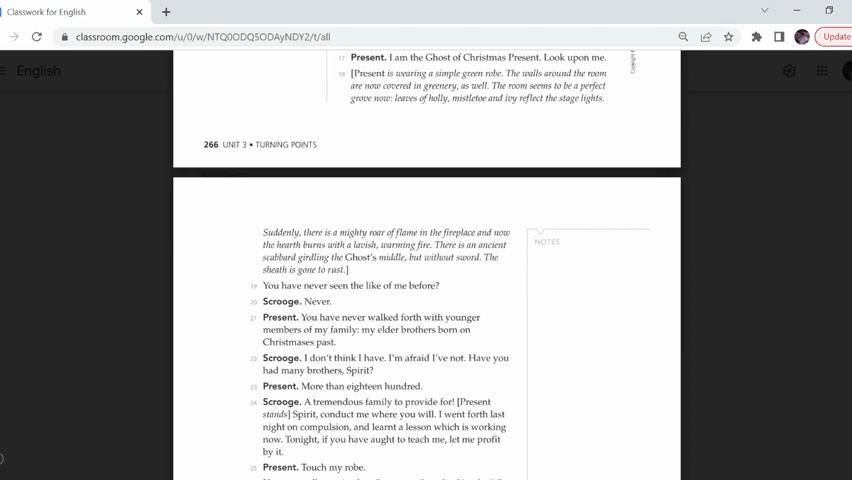 Classwork for English
classroom.google.com/u/0/w/NTQ0ODQ5ODAyNDY2/t/all
Update
English
17 Present. I am the Ghost of Christmas Present. Look upon me.
18 [Present is wearing a simple green robe. The walls around the room
are now covered in greenery, as well. The room seems to be a perfect
grove now: leaves of holly, mistletoe and ivy reflect the stage lights.
Copyright ©
266 UNIT 3 • TURNING POINTS
Suddenly, there is a mighty roar of flame in the fireplace and now
the hearth burns with a lavish, warming fire. There is an ancient
scabbard girdling the Ghost's middle, but without sword. The
sheath is gone to rust.]
NOTES
19 You have never seen the like of me before?
20 Scrooge. Never.
21 Present. You have never walked forth with younger
members of my family: my elder brothers born on
Christmases past.
22 Scrooge. I don't think I have. I'm afraid I've not. Have you
had many brothers, Spirit?
23 Present. More than eighteen hundred.
24 Scrooge. A tremendous family to provide for! [Present
stands] Spirit, conduct me where you will. I went forth last
night on compulsion, and learnt a lesson which is working
now. Tonight, if you have aught to teach me, let me profit
by it.
25 Present. Touch my robe.